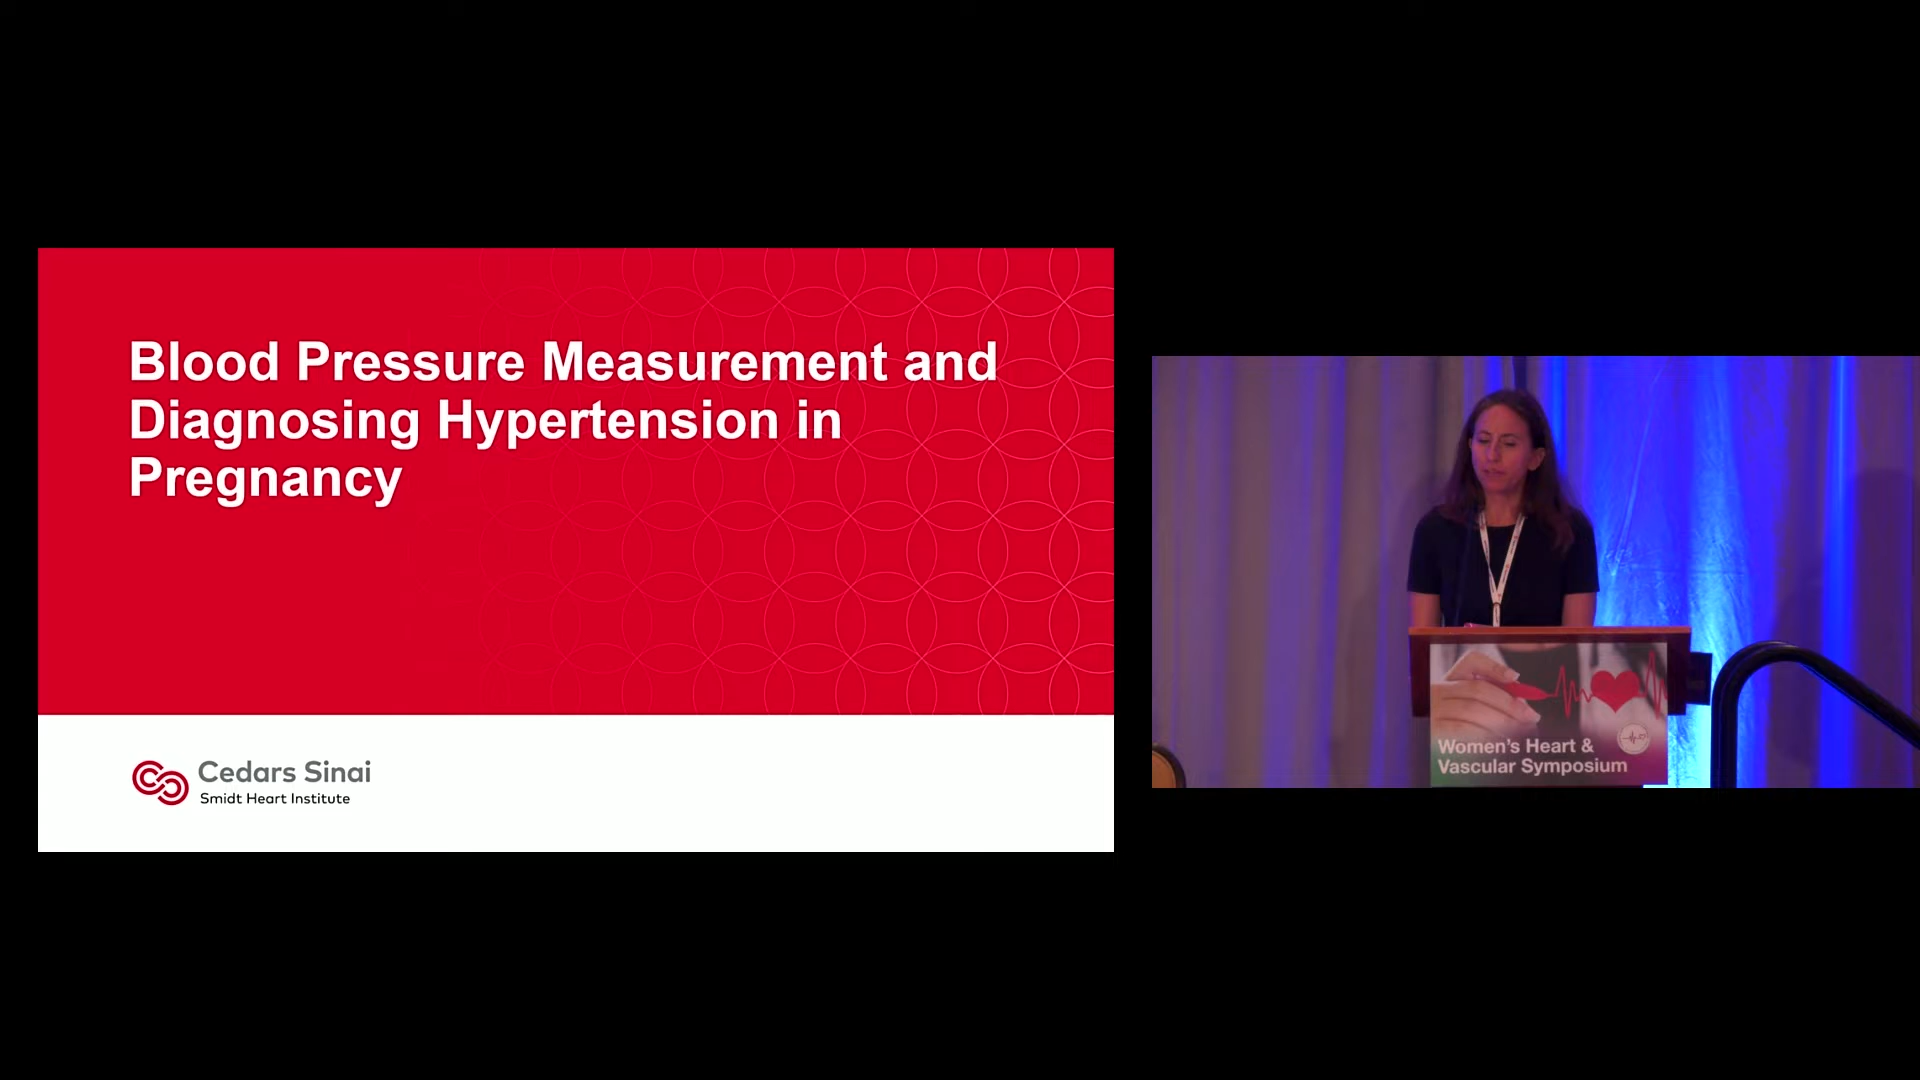 Blood Pressure Measurement and
Diagnosing Hypertension in
Pregnancy
Cedars Sinai
Smidt Heart Institute
Women's Heart &
Vascular Symposium